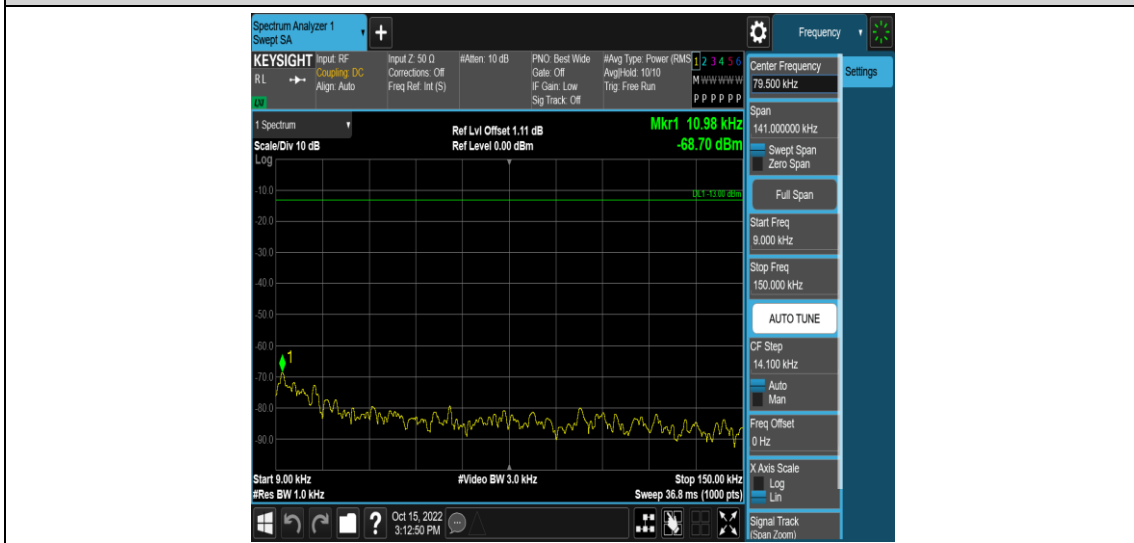 Spectrum Analyzer 1
Swept SA
+
Frequency
KEYSIGHT
RL
Input: RF
Coupling: DC
Align: Auto
Input Z: 50 Ω
Corrections: Off
Freq Ref: Int (S)
#Atten: 10 dB
PNO: Best Wide
Gate: Off
IF Gain: Low
Sig Track: Off
#Avg Type: Power (RMS
Avg|Hold: 10/10
Trig: Free Run
1 2 3 4 5 6
M W W W W W
P P P P P P
Center Frequency
79.500 kHz
Settings
1 Spectrum
Scale/Div 10 dB
Ref Lvl Offset 1.11 dB
Ref Level 0.00 dBm
Mkr1 10.98 kHz
-68.70 dBm
Log
-10.0
-20.0
-30.0
-40.0
-50.0
-60.0
-70.0
-80.0
-90.0
DL1 -13.00 dBm
1
Start 9.00 kHz
#Res BW 1.0 kHz
#Video BW 3.0 kHz
Stop 150.00 kHz
Sweep 36.8 ms (1000 pts)
Span
141.000000 kHz
Swept Span
Zero Span
Full Span
Start Freq
9.000 kHz
Stop Freq
150.000 kHz
AUTO TUNE
CF Step
14.100 kHz
Auto
Man
Freq Offset
0 Hz
X Axis Scale
Log
Lin
Signal Track
(Span Zoom)
?
Oct 15, 2022
3:12:50 PM